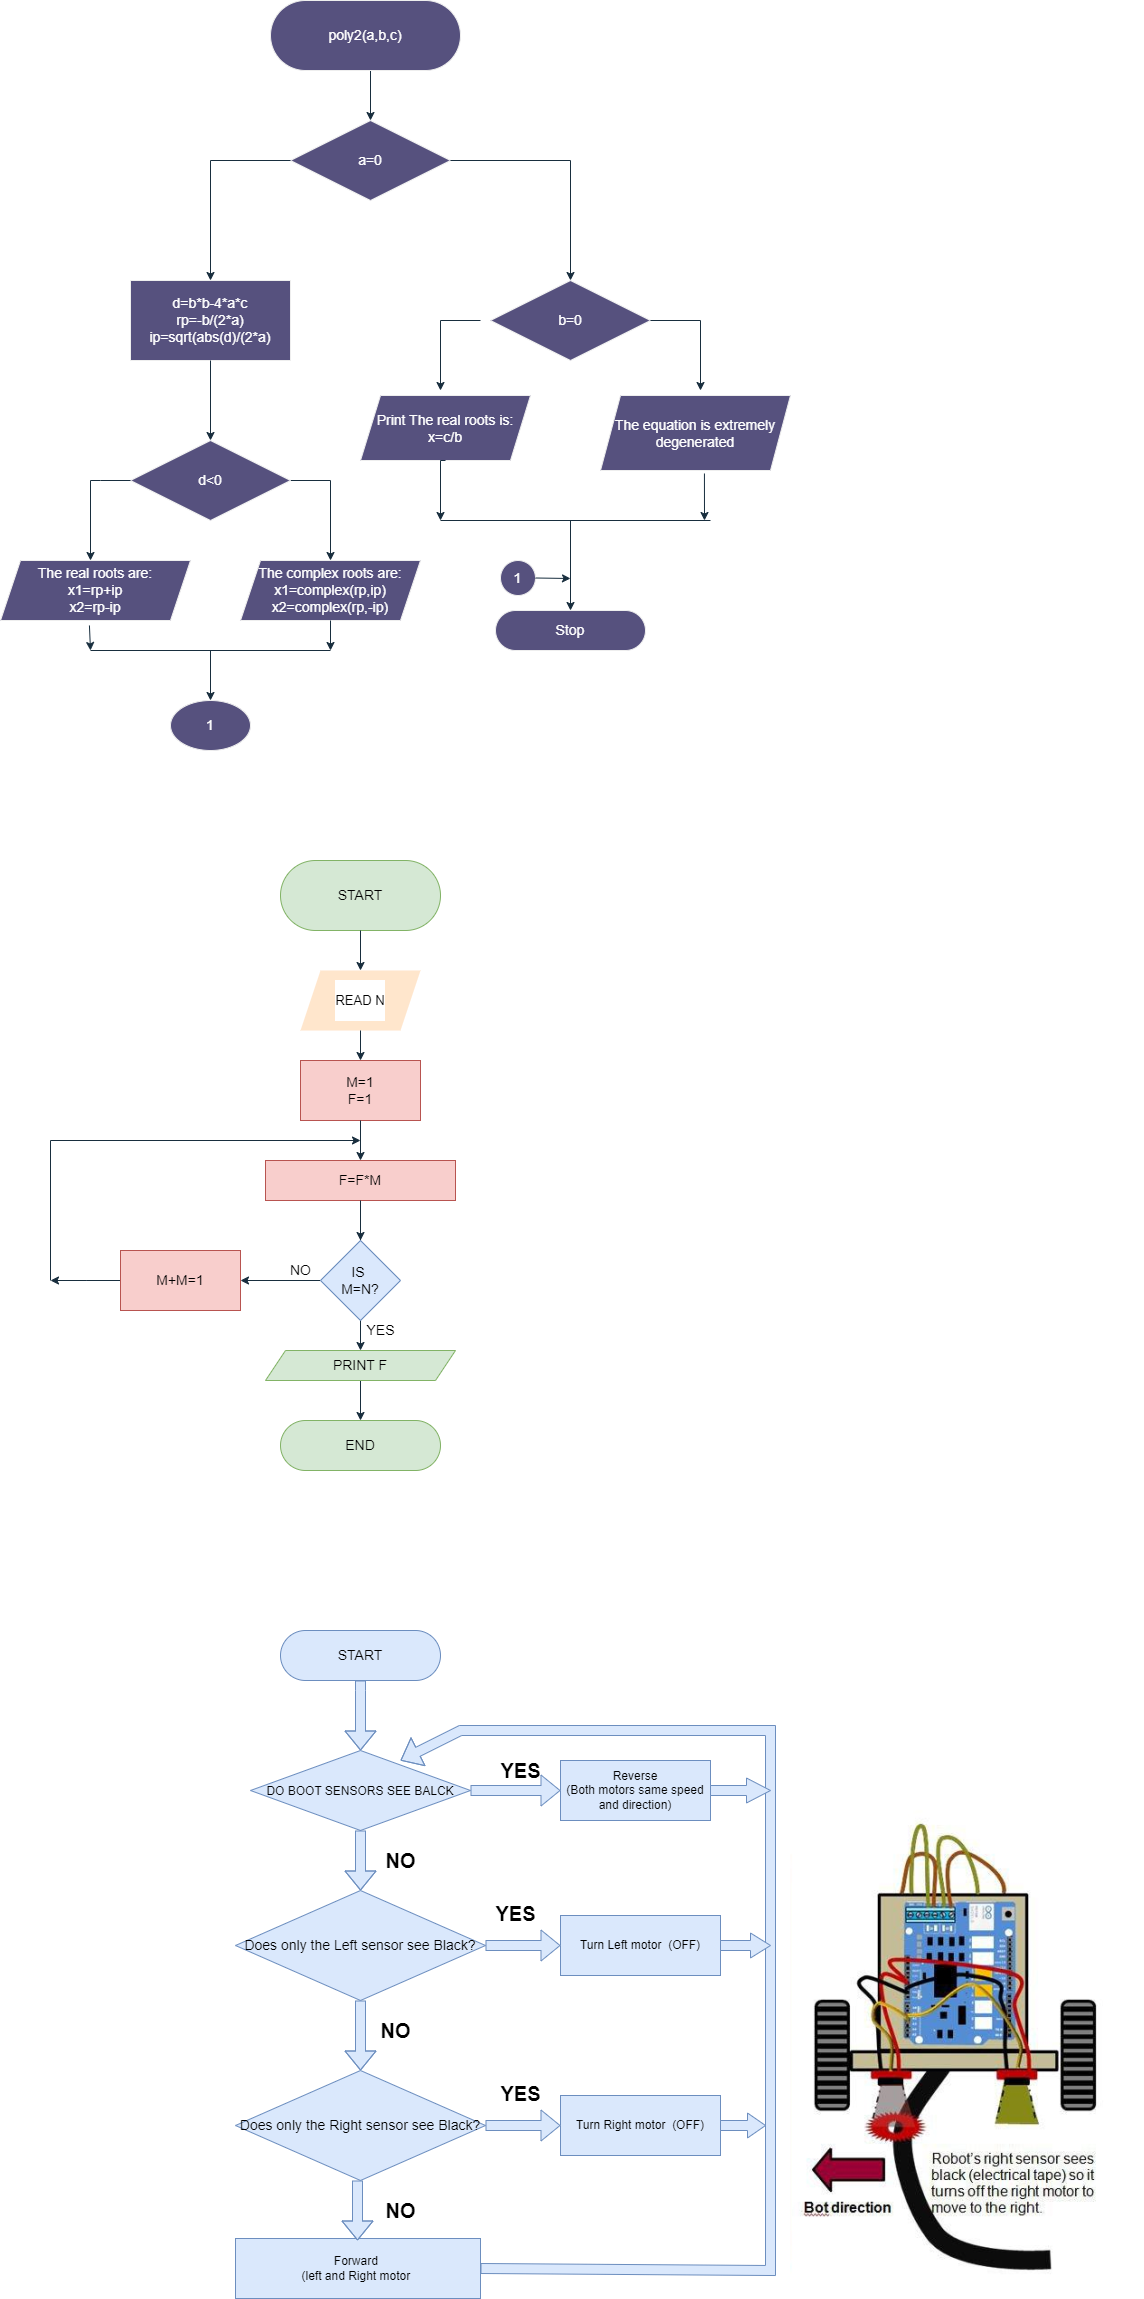 poly2(a,b,c)
a=0
d=b*b-4*a*c
rp=-b/(2*a)
ip=sqrt(abs(d)/(2*a)
b=0
Print The real roots is:
x=c/b
The equation is extremely
degenerated
d<0
The real roots are:
x1=rp+ip
x2=rp-ip
The complex roots are:
x1=complex(rp,ip)
x2=complex(rp,-ip)
1
Stop
1
START
READ N
M=1
F=1
F=F*M
IS
M=N?
NO
M+M=1
YES
PRINT F
END
START
DO BOOT SENSORS SEE BALCK
YES
Reverse
(Both motors same speed
and direction)
NO
Does only the Left sensor see Black?
YES
Turn Left motor (OFF)
NO
Does only the Right sensor see Black?
YES
Turn Right motor (OFF)
NO
Forward
(left and Right motor
Robot's right sensor sees
black (electrical tape) so it
turns off the right motor to
move to the right.
Bot direction